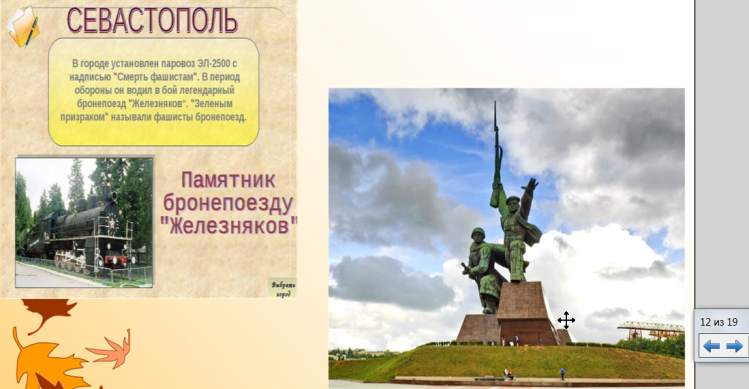 СЕВАСТОПОЛЬ
В городе установлен паровоз ЭЛ-2500 с
надписью "Смерть фашистам". В период
обороны он водил в бой легендарный
бронепоезд "Железняков". "Зеленым
призраком" называли фашисты бронепоезд.
Памятник
бронепоезду
"Железняков"
Выбрать
город
12 из 19